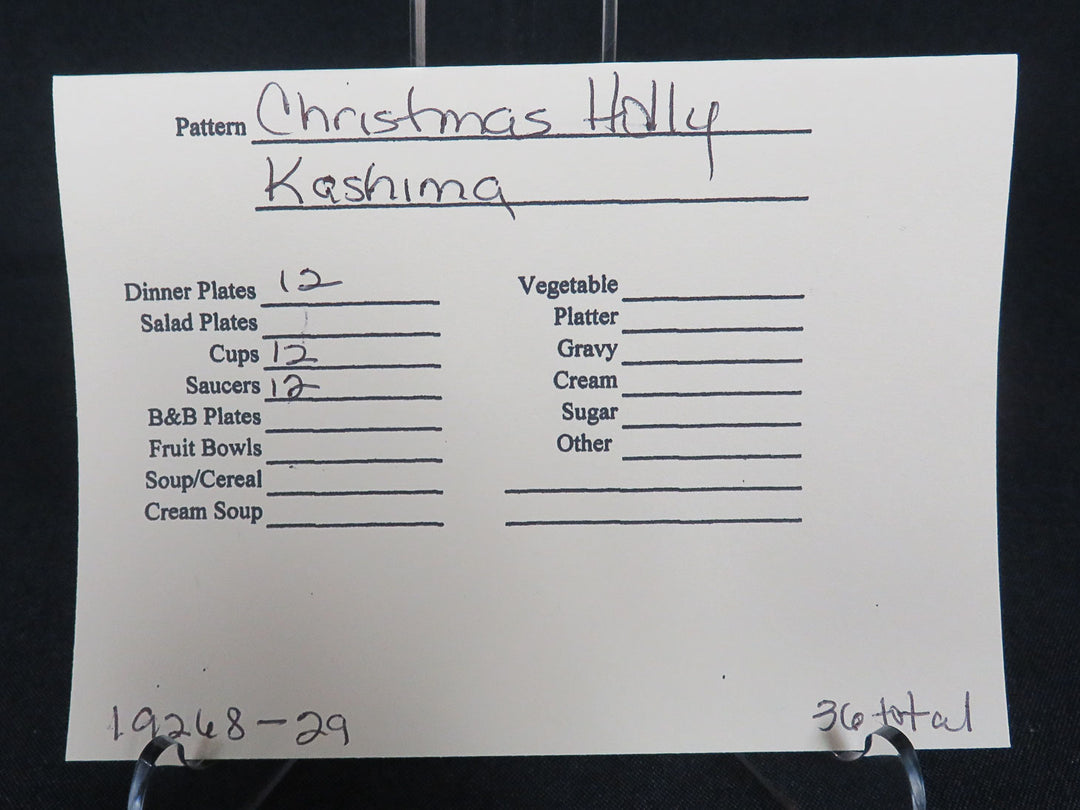 Pattern Christmas Holly
Kashima
Dinner Plates 12
Salad Plates
Cups 12
Saucers 12
B&B Plates
Fruit Bowls
Soup/Cereal
Cream Soup
Vegetable
Platter
Gravy
Cream
Sugar
Other
19268-29
36 total